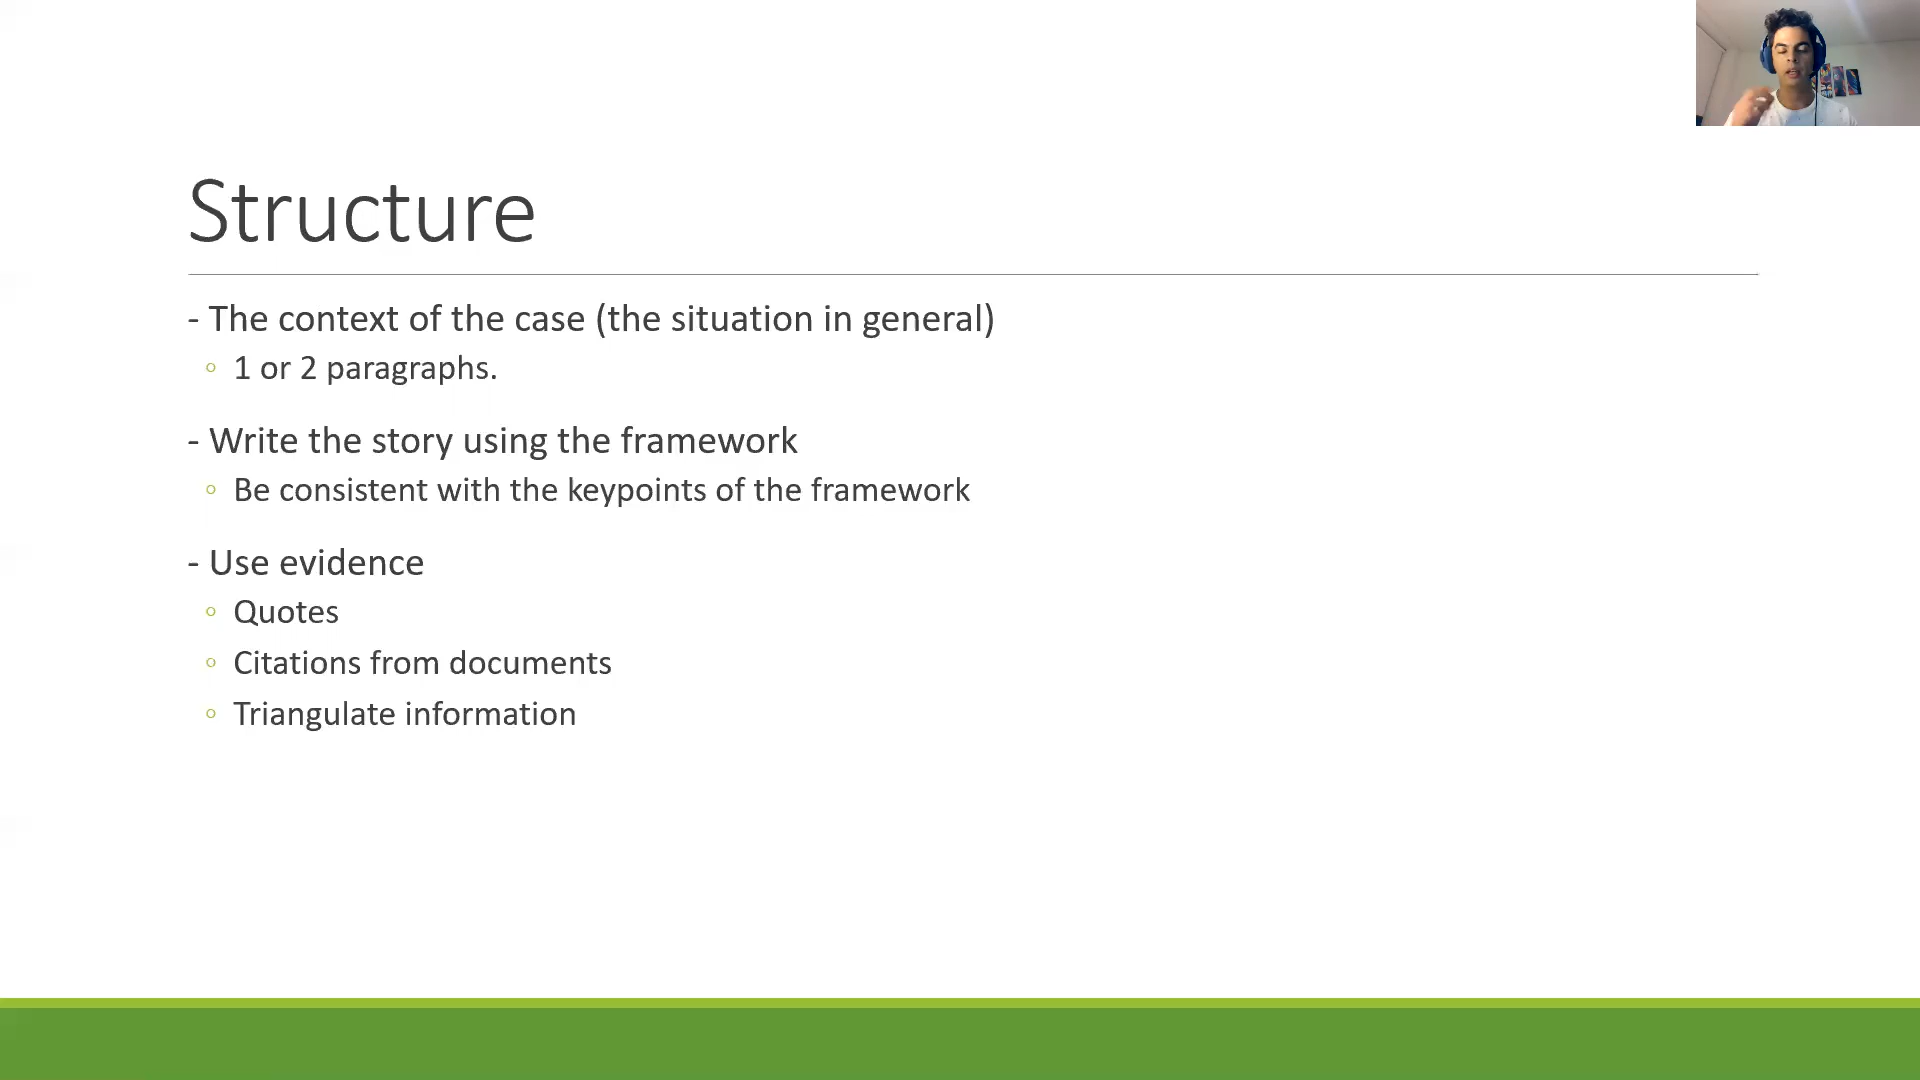 Structure
- The context of the case (the situation in general)
◦ 1 or 2 paragraphs.
- Write the story using the framework
◦ Be consistent with the keypoints of the framework
- Use evidence
◦ Quotes
◦ Citations from documents
◦ Triangulate information